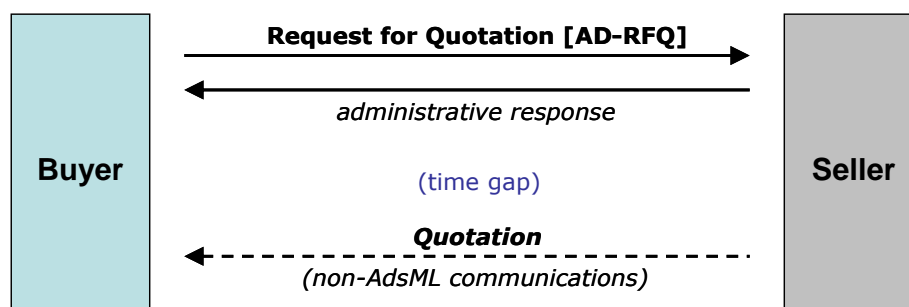 Request for Quotation [AD-RFQ]
administrative response
Buyer
(time gap)
Seller
Quotation
(non-AdsML communications)